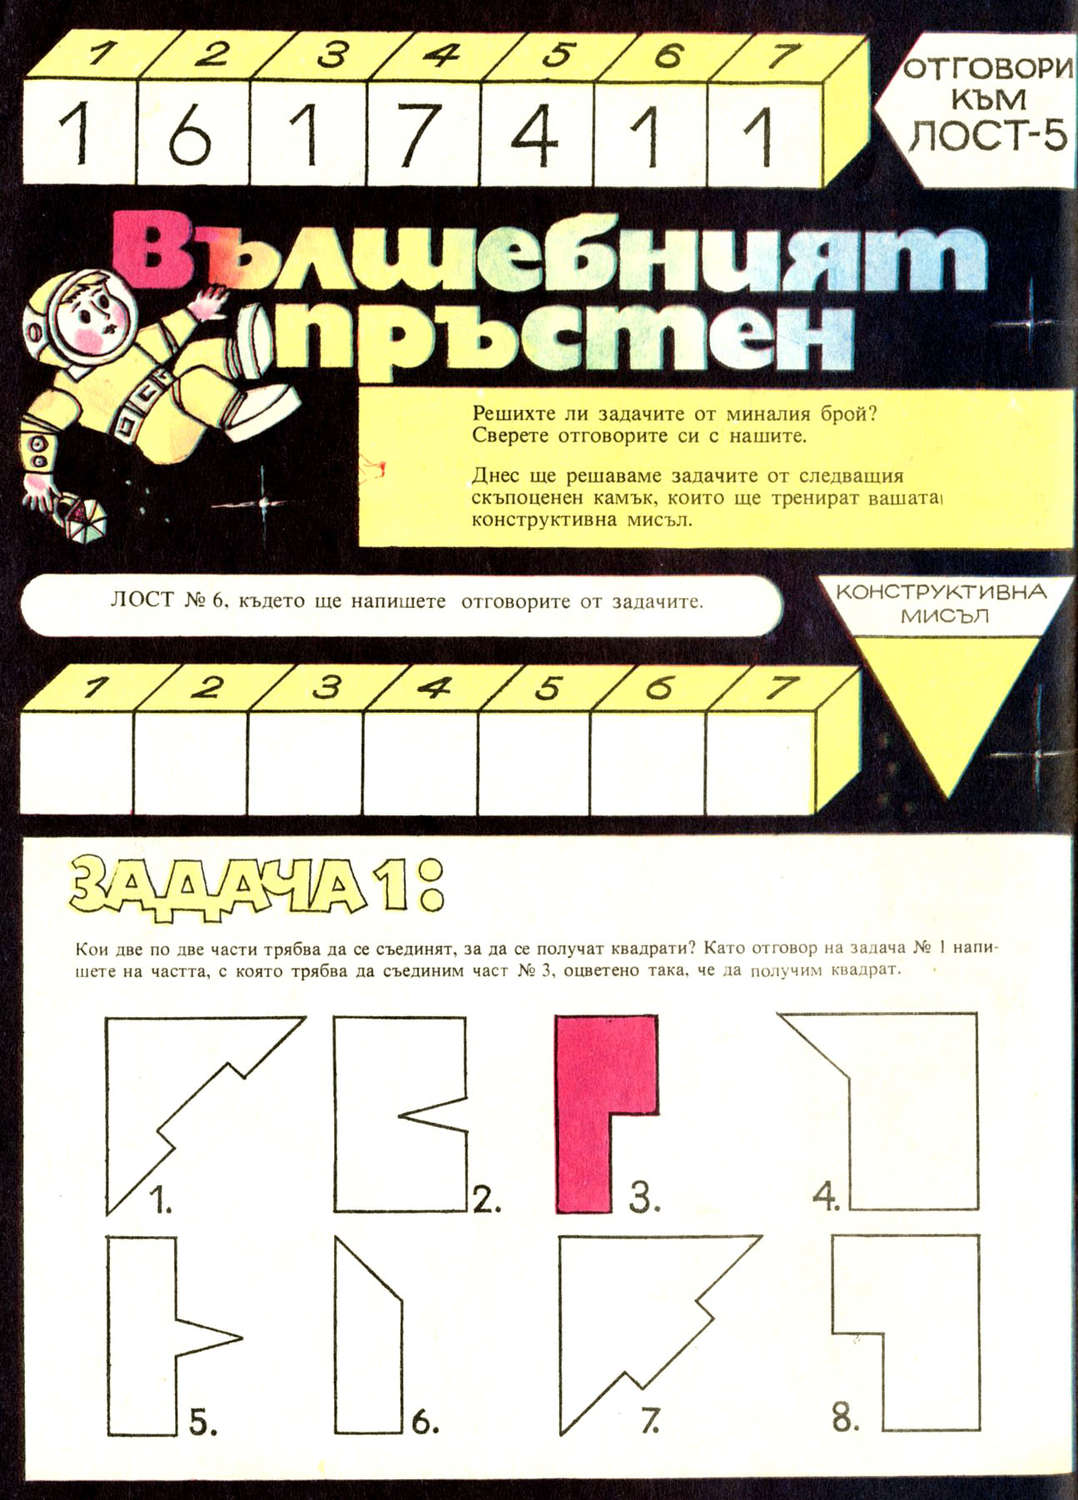 1 2 3 4 5 6 7
1 6 1 7 4 1 1
ОТГОВОРИ
КЪМ
ЛОСТ-5
Вълшебният
пръстен
Решихте ли задачите от миналия брой?
Сверете отговорите си с нашите.
Днес ще решаваме задачите от следващия
скъпоценен камък, които ще тренират вашата
конструктивна мисъл.
ЛОСТ № 6, където ще напишете отговорите от задачите.
КОНСТРУКТИВНА
МИСЪЛ
1 2 3 4 5 6 7
ЗАДАЧА 1:
Кои две по две части трябва да се съединят, за да се получат квадрати? Като отговор на задача № 1 напи-
шете на частта, с която трябва да съединим част № 3, оцветено така, че да получим квадрат.
1. 2. 3. 4.
5. 6. 7. 8.